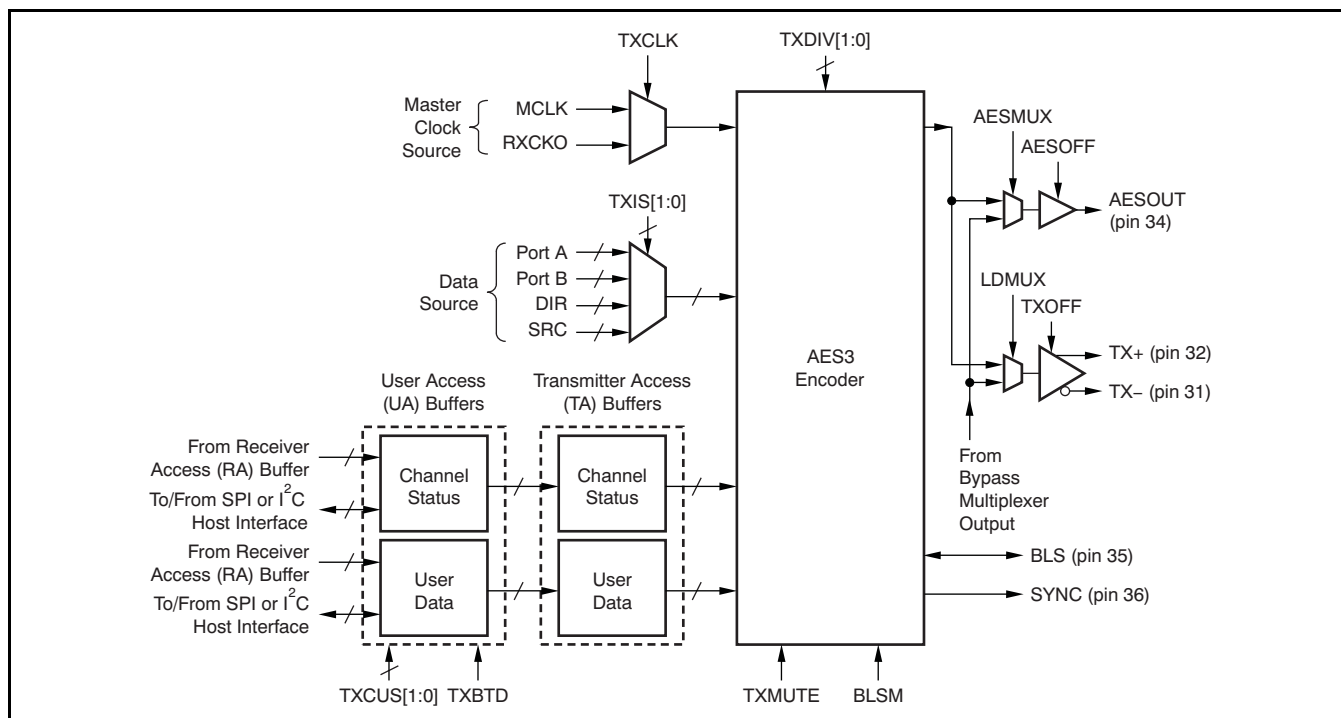 TXCLK
TXDIV[1:0]
Master
Clock
Source
MCLK
RXCKO
AESMUX
AESOFF
AESOUT
(pin 34)
TXIS[1:0]
Data
Source
Port A
Port B
DIR
SRC
LDMUX
TXOFF
TX+ (pin 32)
TX− (pin 31)
AES3
Encoder
From
Bypass
Multiplexer
Output
User Access
(UA) Buffers
Transmitter Access
(TA) Buffers
From Receiver
Access (RA) Buffer
To/From SPI or I²C
Host Interface
Channel
Status
Channel
Status
From Receiver
Access (RA) Buffer
To/From SPI or I²C
Host Interface
User
Data
User
Data
BLS (pin 35)
SYNC (pin 36)
TXCUS[1:0]
TXBTD
TXMUTE
BLSM